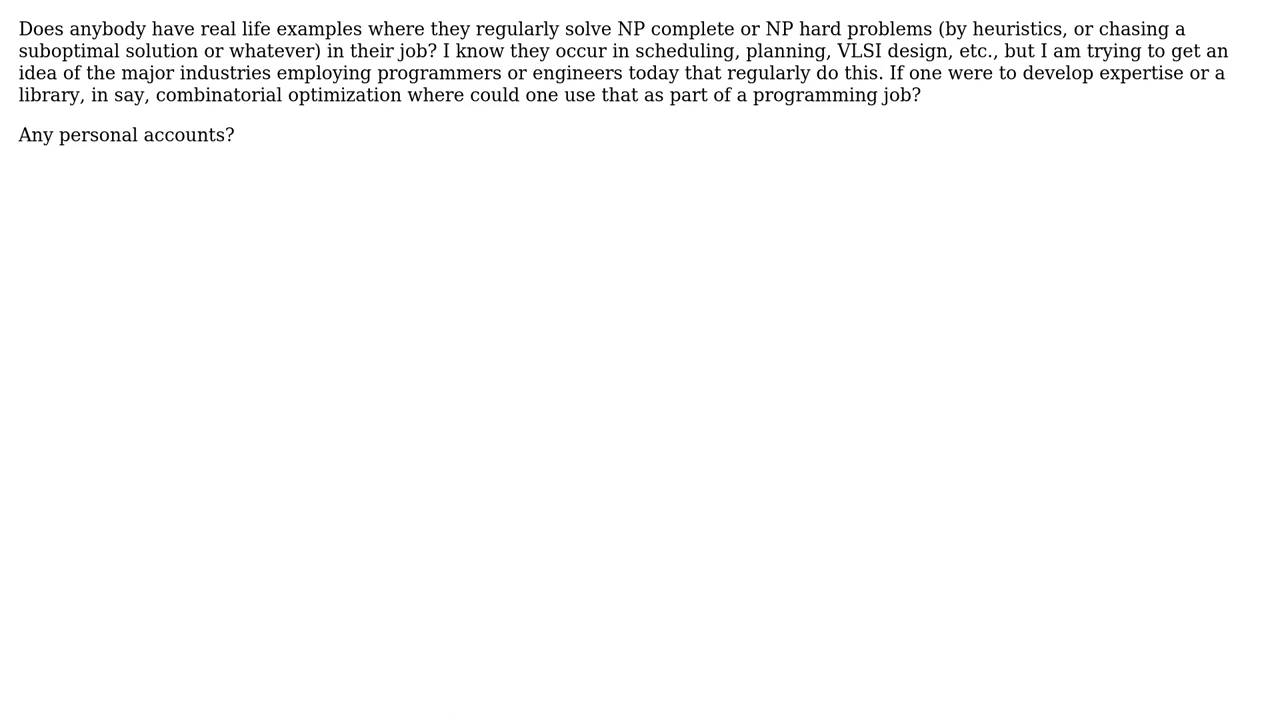 Does anybody have real life examples where they regularly solve NP complete or NP hard problems (by heuristics, or chasing a
suboptimal solution or whatever) in their job? I know they occur in scheduling, planning, VLSI design, etc., but I am trying to get an
idea of the major industries employing programmers or engineers today that regularly do this. If one were to develop expertise or a
library, in say, combinatorial optimization where could one use that as part of a programming job?
Any personal accounts?